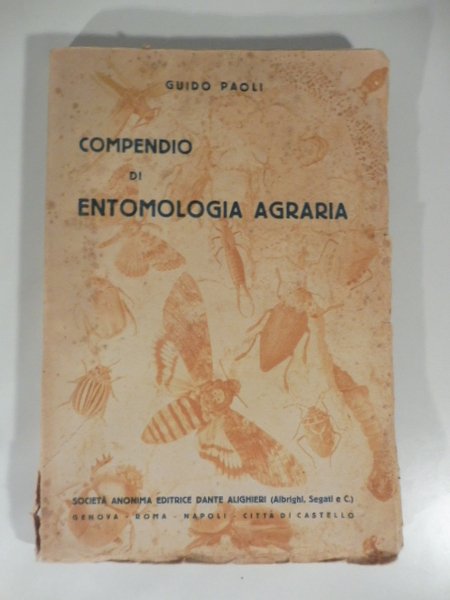 GUIDO PAOLI
COMPENDIO
DI
ENTOMOLOGIA AGRARIA
SOCIETÀ ANONIMA EDITRICE DANTE ALIGHIERI (Albrighi, Segati e C.)
GENOVA - ROMA - NAPOLI - CITTÀ DI CASTELLO